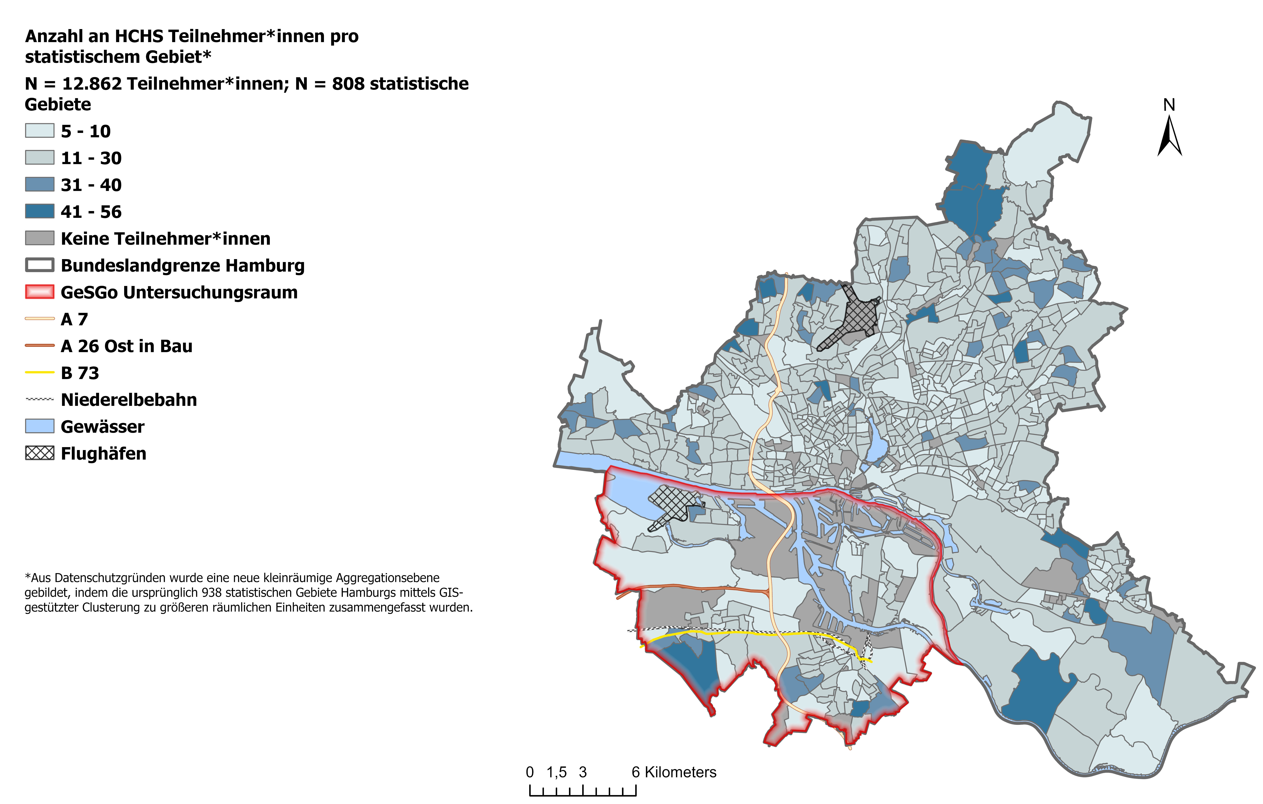 Anzahl an HCHS Teilnehmer*innen pro
statistischem Gebiet*
N = 12.862 Teilnehmer*innen; N = 808 statistische
Gebiete
5 - 10
11 - 30
31 - 40
41 - 56
Keine Teilnehmer*innen
Bundeslandgrenze Hamburg
GeSGo Untersuchungsraum
A 7
A 26 Ost in Bau
B 73
Niederelbebahn
Gewässer
Flughäfen
*Aus Datenschutzgründen wurde eine neue kleinräumige Aggregationsebene
gebildet, indem die ursprünglich 938 statistischen Gebiete Hamburgs mittels GIS-
gestützter Clusterung zu größeren räumlichen Einheiten zusammengefasst wurden.
N
0 1,5 3 6 Kilometers